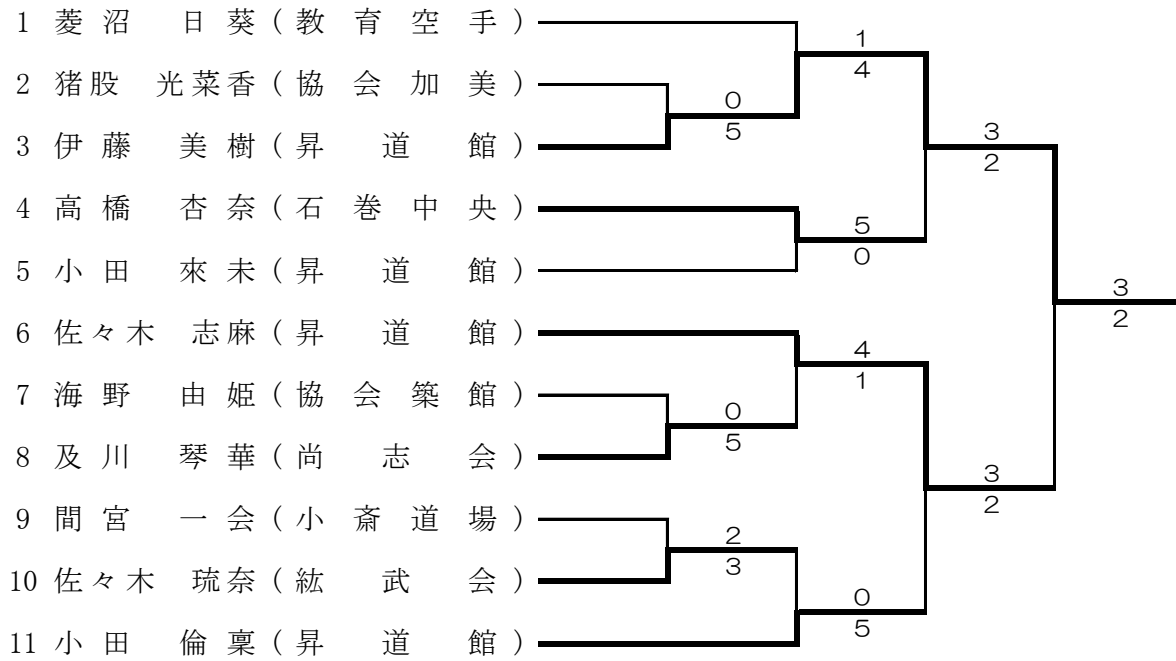 1 菱沼 日葵(教育空手)
2 猪股 光菜香(協会加美)
3 伊藤 美樹(昇道館)
4 高橋 杏奈(石巻中央)
5 小田 來未(昇道館)
6 佐々木 志麻(昇道館)
7 海野 由姫(協会築館)
8 及川 琴華(尚志会)
9 間宮 一会(小斎道場)
10 佐々木 琉奈(紘武会)
11 小田 倫稟(昇道館)
0
5
0
5
2
3
1
4
5
0
4
1
0
5
3
2
3
2
3
2